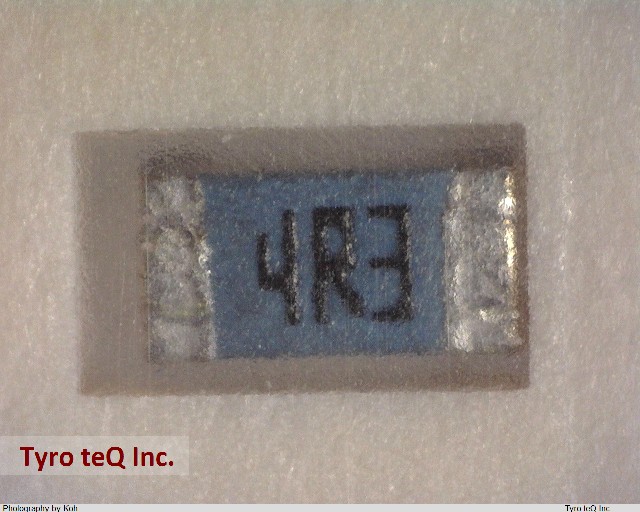 4R3
Tyro teQ Inc.
Photography by Koh
Tyro teQ Inc